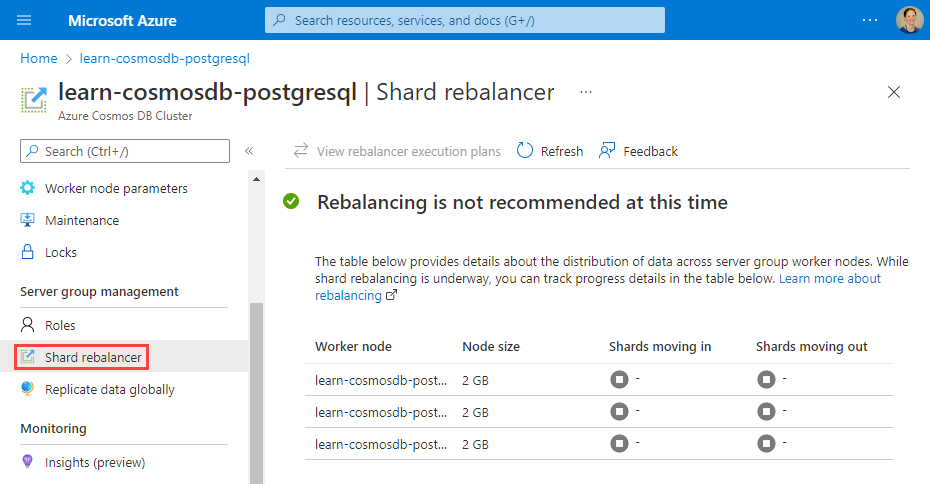 Microsoft Azure
Search resources, services, and docs (G+/)
Home > learn-cosmosdb-postgresql
learn-cosmosdb-postgresql | Shard rebalancer
Azure Cosmos DB Cluster
Search (Ctrl+/)
Worker node parameters
Maintenance
Locks
Server group management
Roles
Shard rebalancer
Replicate data globally
Monitoring
Insights (preview)
View rebalancer execution plans Refresh Feedback
Rebalancing is not recommended at this time
The table below provides details about the distribution of data across server group worker nodes. While
shard rebalancing is underway, you can track progress details in the table below. Learn more about
rebalancing
Worker node Node size Shards moving in Shards moving out
learn-cosmosdb-post... 2 GB - -
learn-cosmosdb-post... 2 GB - -
learn-cosmosdb-post... 2 GB - -